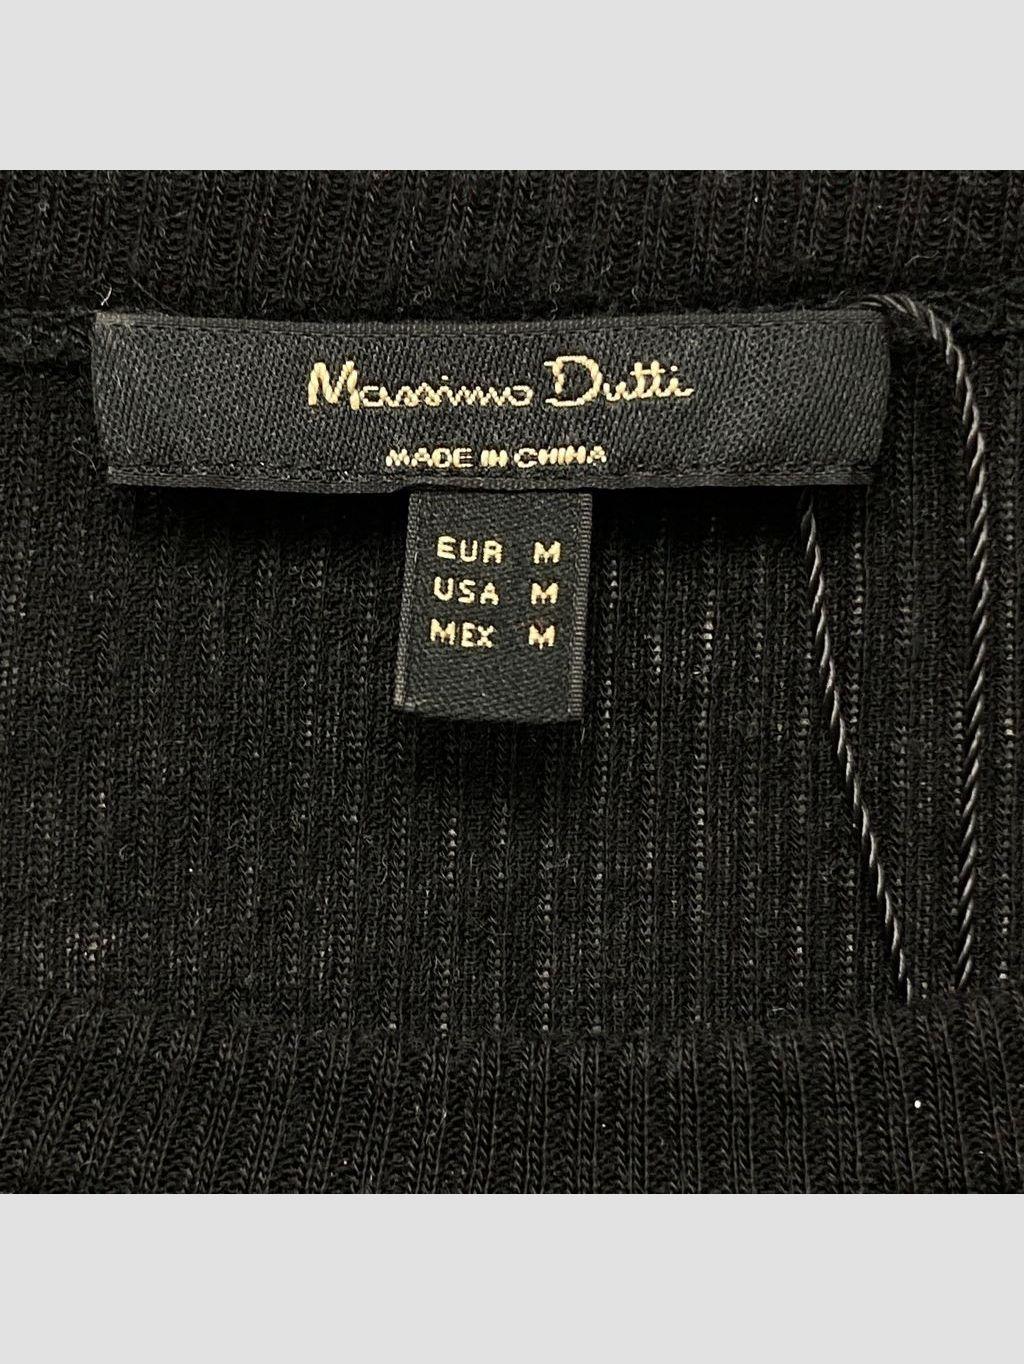 Massimo Dutti
MADE IN CHINA
EUR M
USA M
MEX M